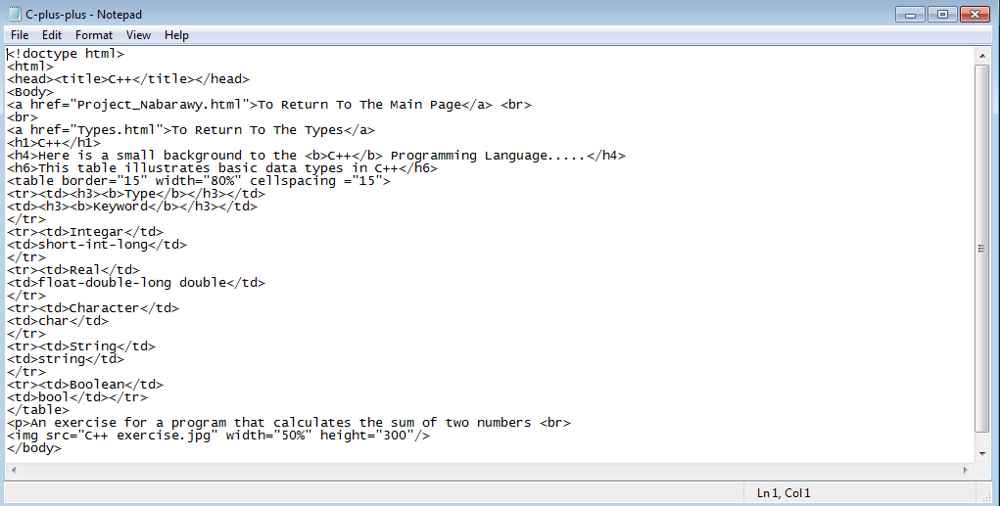 C-plus-plus - Notepad
File Edit Format View Help
<!doctype html>
<html>
<head><title>C++</title></head>
<Body>
<a href="Project_Nabarawy.html">To Return To The Main Page</a> <br>
<br>
<a href="Types.html">To Return To The Types</a>
<h1>C++</h1>
<h4>Here is a small background to the <b>C++</b> Programming Language.....</h4>
<h6>This table illustrates basic data types in C++</h6>
<table border="15" width="80%" cellspacing ="15">
<tr><td><h3><b>Type</b></h3></td>
<td><h3><b>Keyword</b></h3></td>
</tr>
<tr><td>Integar</td>
<td>short-int-long</td>
</tr>
<tr><td>Real</td>
<td>float-double-long double</td>
</tr>
<tr><td>Character</td>
<td>char</td>
</tr>
<tr><td>String</td>
<td>string</td>
</tr>
<tr><td>Boolean</td>
<td>bool</td></tr>
</table>
<p>An exercise for a program that calculates the sum of two numbers <br>
<img src="C++ exercise.jpg" width="50%" height="300"/>
</body>
Ln 1, Col 1